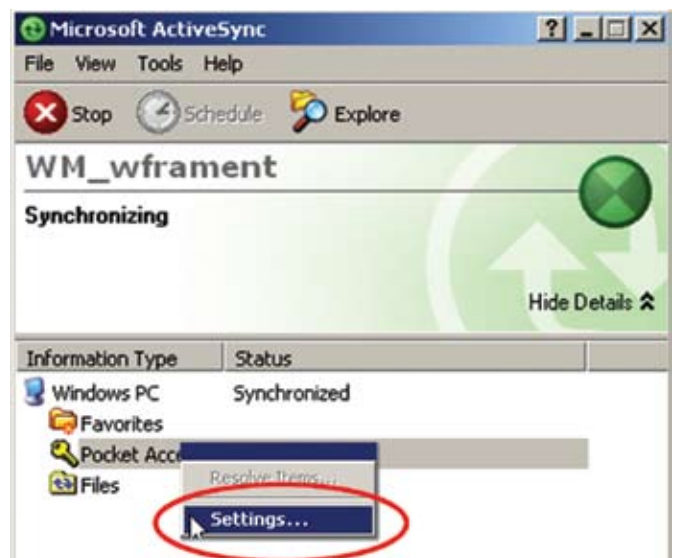 Microsoft ActiveSync
File View Tools Help
Stop Schedule Explore
WM_wframent
Synchronizing
Hide Details
Information Type Status
Windows PC Synchronized
Favorites
Pocket Acce
Resolve Items...
Files
Settings...